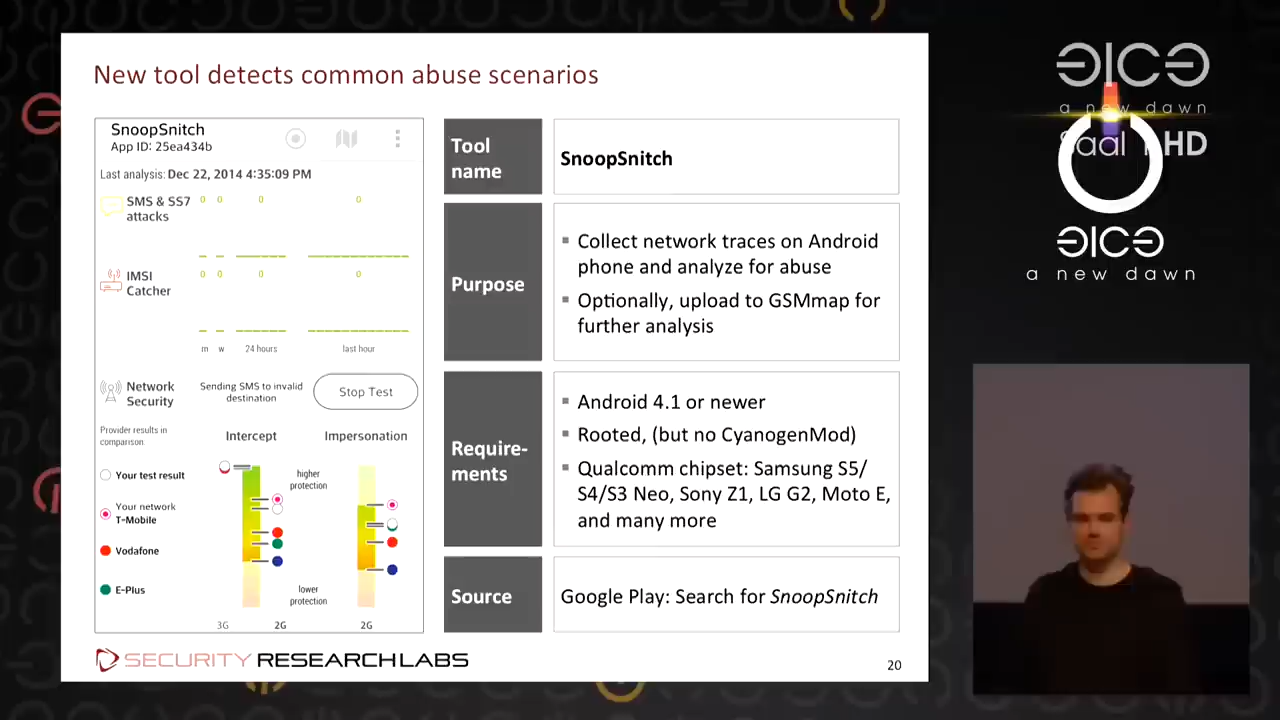 New tool detects common abuse scenarios
SnoopSnitch
App ID: 25ea434b
Last analysis: Dec 22, 2014 4:35:09 PM
SMS & SS7
attacks
0 0 0 0
IMSI
Catcher
0 0 0 0
m w 24 hours last hour
Network
Security
Sending SMS to invalid
destination
Stop Test
Provider results in
comparison:
Intercept Impersonation
Your test result
Your network
T-Mobile
Vodafone
E-Plus
higher
protection
lower
protection
3G 2G 2G
Tool
name
SnoopSnitch
Purpose
▪ Collect network traces on Android
phone and analyze for abuse
▪ Optionally, upload to GSMmap for
further analysis
Require-
ments
▪ Android 4.1 or newer
▪ Rooted, (but no CyanogenMod)
▪ Qualcomm chipset: Samsung S5/
S4/S3 Neo, Sony Z1, LG G2, Moto E,
and many more
Source
Google Play: Search for SnoopSnitch
SECURITY RESEARCH LABS
20
a new dawn
HD
a new dawn